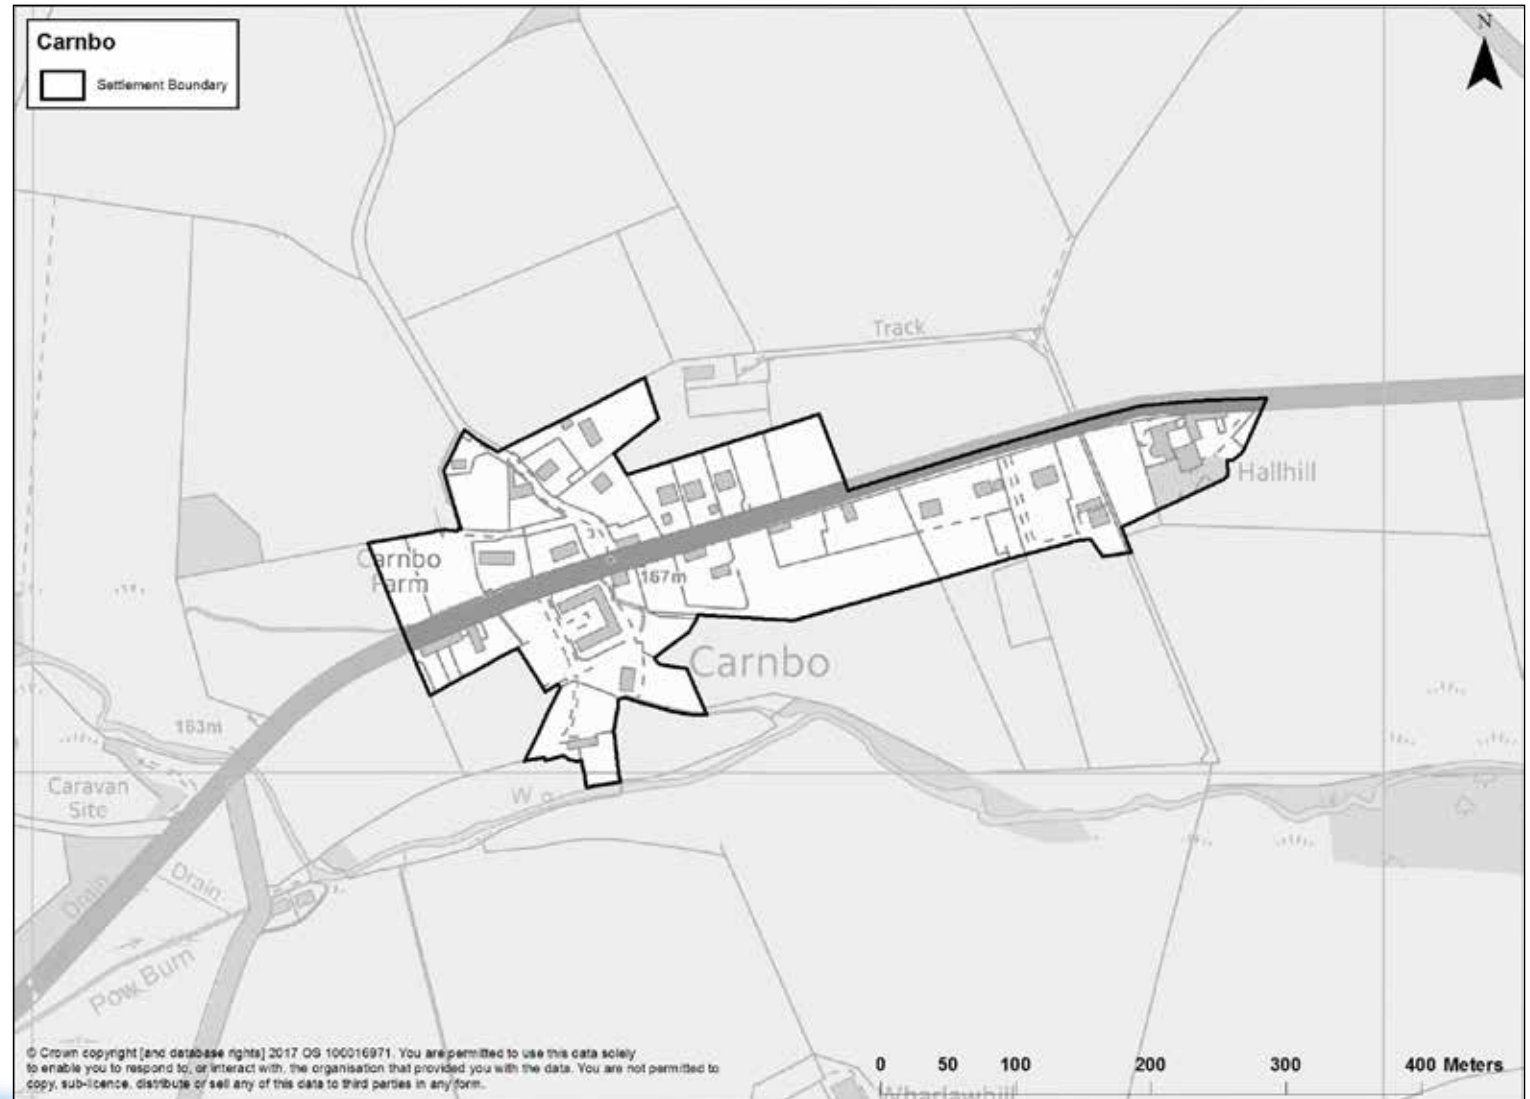 Carnbo
Settlement Boundary
N
Track
Hallhill
Carnbo
Farm
167m
Carnbo
163m
Caravan
Site
W
Drain
Drain
Pow Burn
© Crown copyright [and database rights] 2017 OS 100016971. You are permitted to use this data solely
to enable you to respond to, or interact with, the organisation that provided you with the data. You are not permitted to
copy, sub-licence, distribute or sell any of this data to third parties in any form.
0 50 100 200 300 400 Meters
Wharlawhill